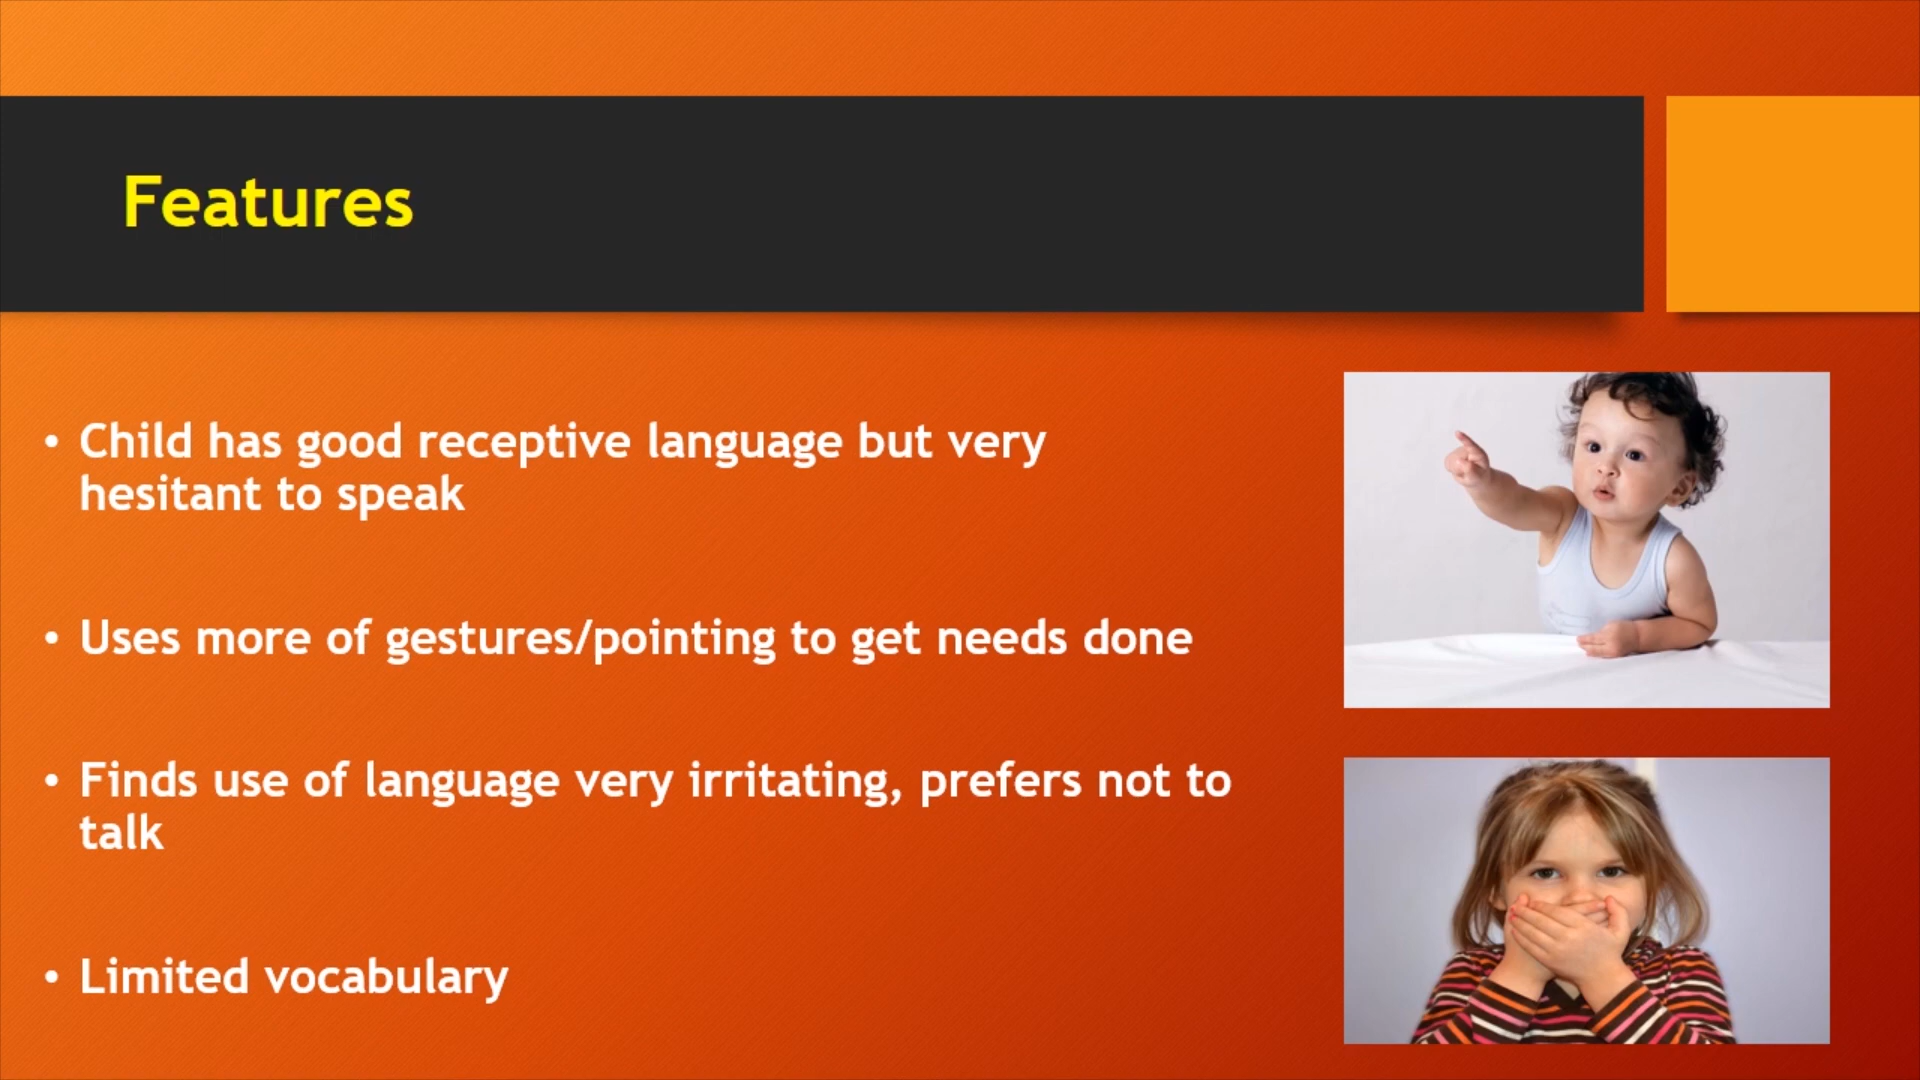 Features
• Child has good receptive language but very
hesitant to speak
• Uses more of gestures/pointing to get needs done
• Finds use of language very irritating, prefers not to
talk
• Limited vocabulary